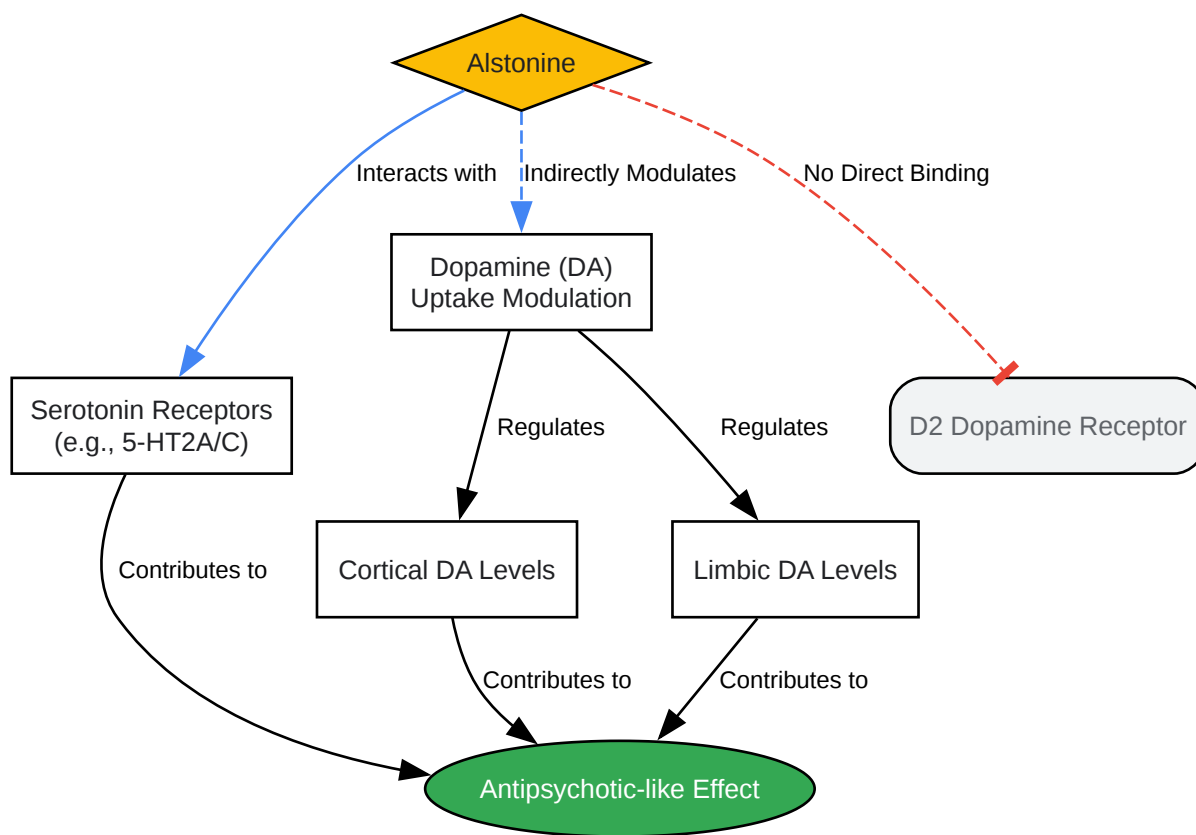 Alstonine
Interacts with
Indirectly Modulates
No Direct Binding
Dopamine (DA)
Uptake Modulation
Serotonin Receptors
(e.g., 5-HT2A/C)
Regulates
Regulates
D2 Dopamine Receptor
Contributes to
Cortical DA Levels
Limbic DA Levels
Contributes to
Contributes to
Antipsychotic-like Effect